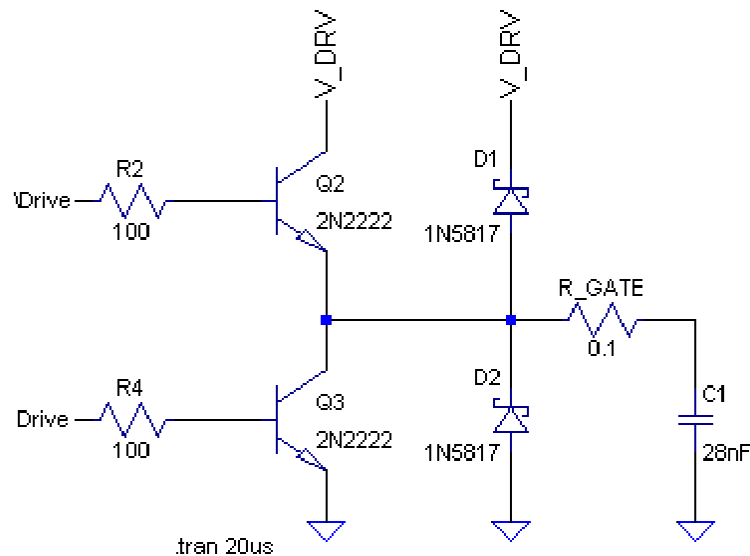 V_DRV
V_DRV
R2
\Drive
100
Q2
2N2222
D1
1N5817
R_GATE
0.1
R4
Drive
100
Q3
2N2222
D2
1N5817
C1
28nF
.tran 20us